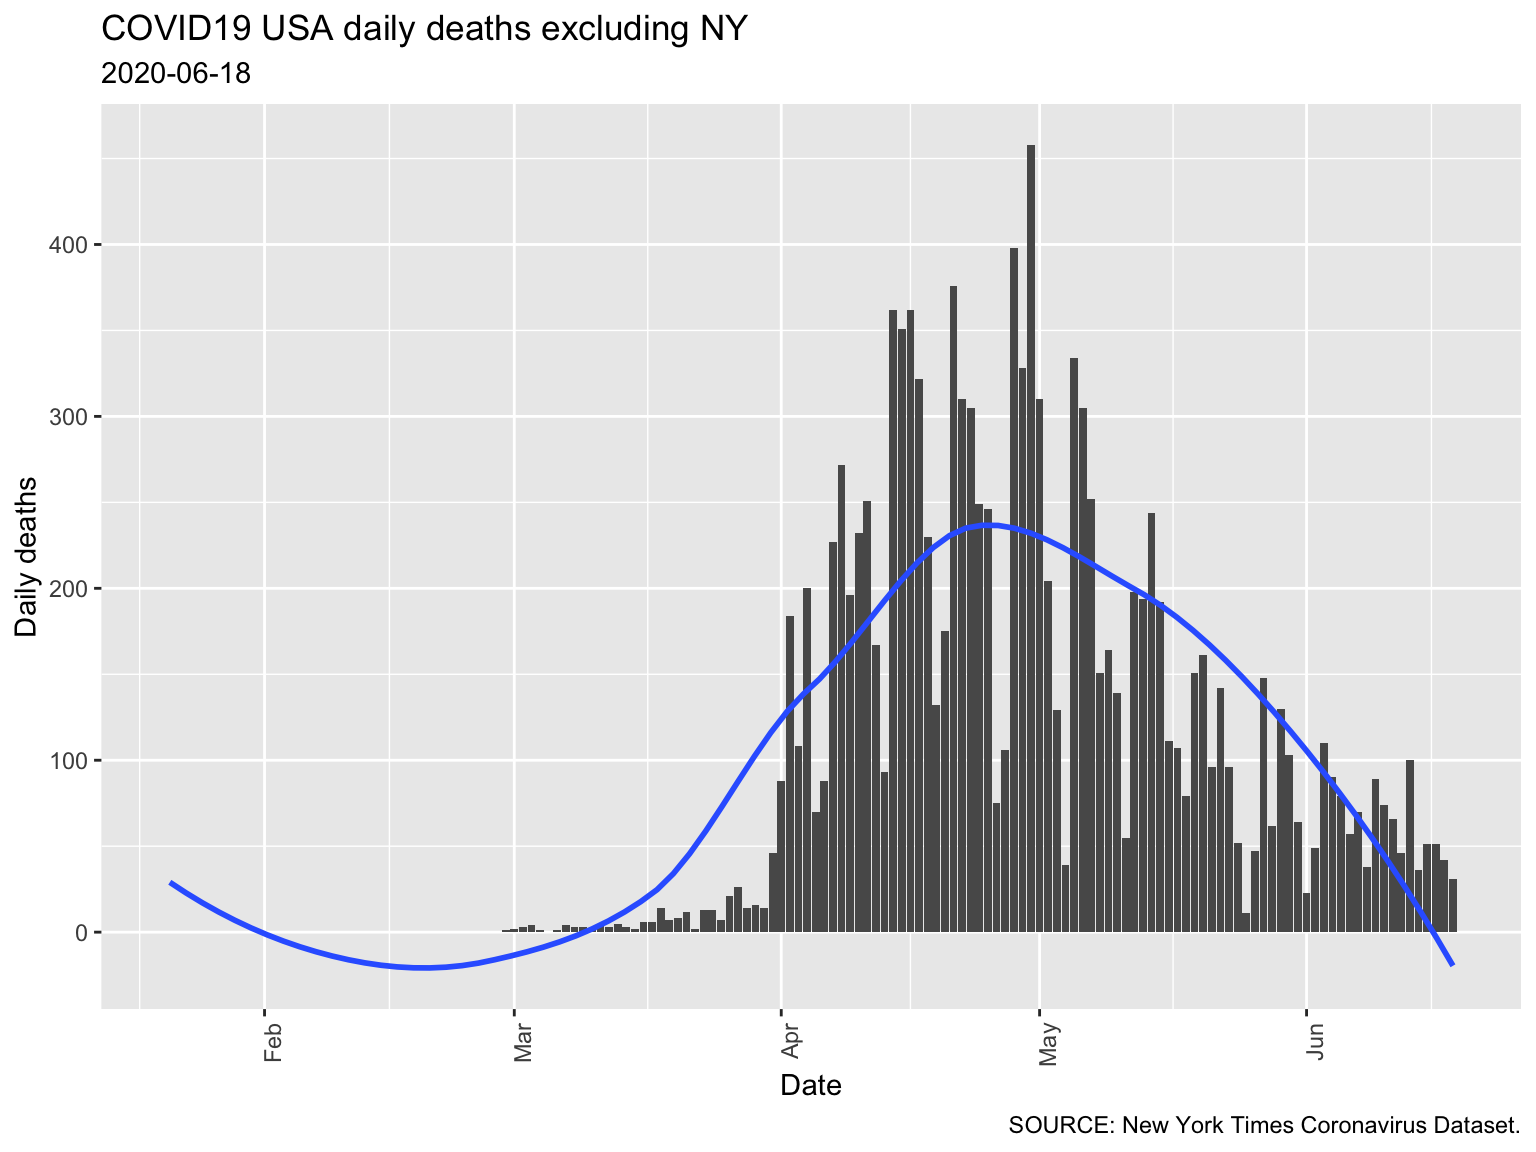 COVID19 USA daily deaths excluding NY
2020-06-18
Daily deaths
400
300
200
100
0
Feb
Mar
Apr
May
Jun
Date
SOURCE: New York Times Coronavirus Dataset.